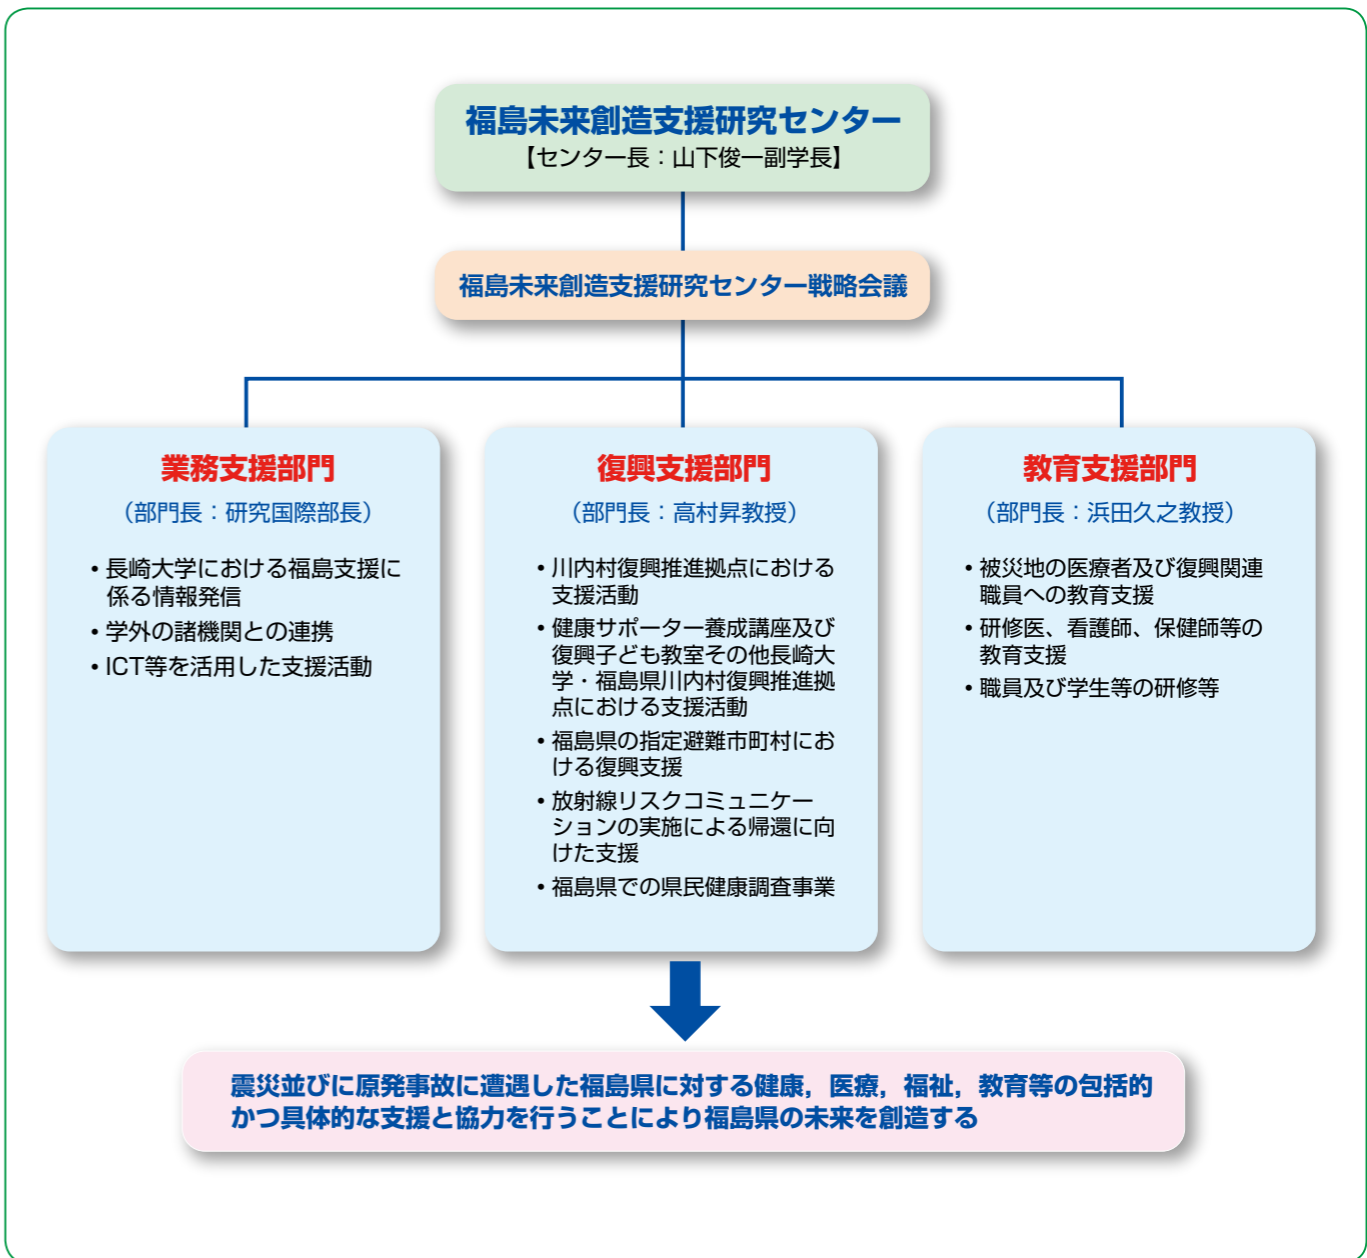 福島未来創造支援研究センター
【センター長：山下俊一副学長】
福島未来創造支援研究センター戦略会議
業務支援部門
（部門長：研究国際部長）
・長崎大学における福島支援に
係る情報発信
・学外の諸機関との連携
・ICT等を活用した支援活動
復興支援部門
（部門長：高村昇教授）
・川内村復興推進拠点における
支援活動
・健康サポーター養成講座及び
復興子ども教室その他長崎大
学・福島県川内村復興推進拠
点における支援活動
・福島県の指定避難市町村にお
ける復興支援
・放射線リスクコミュニケー
ションの実施による帰還に向
けた支援
・福島県での県民健康調査事業
教育支援部門
（部門長：浜田久之教授）
・被災地の医療者及び復興関連
職員への教育支援
・研修医、看護師、保健師等の
教育支援
・職員及び学生等の研修等
震災並びに原発事故に遭遇した福島県に対する健康，医療，福祉，教育等の包括的
かつ具体的な支援と協力を行うことにより福島県の未来を創造する